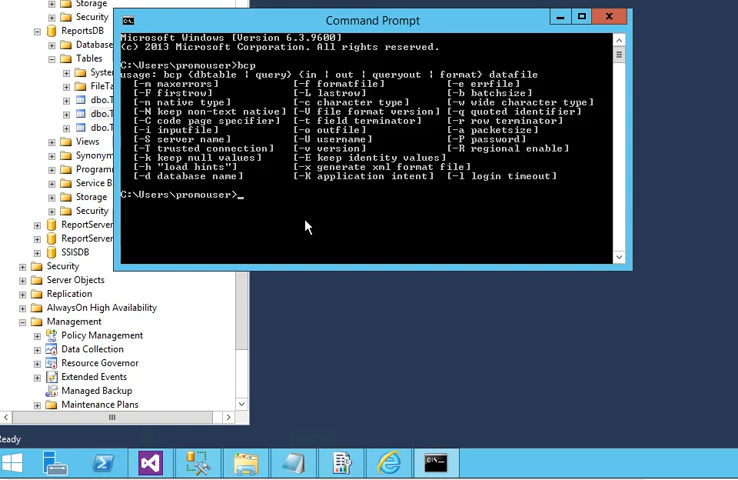 Storage
Security
ReportsDB
Database
Tables
Syster
FileTa
dbo.T
dbo.T
dbo.T
Views
Synonym
Programr
Service B
Storage
Security
ReportServer
ReportServer
SSISDB
Security
Server Objects
Replication
AlwaysOn High Availability
Management
Policy Management
Data Collection
Resource Governor
Extended Events
Managed Backup
Maintenance Plans
Ready
Command Prompt
Microsoft Windows [Version 6.3.9600]
(c) 2013 Microsoft Corporation. All rights reserved.
C:\Users\promouser>bcp
usage: bcp {dbtable | query} {in | out | queryout | format} datafile
[-m maxerrors] [-f formatfile] [-e errfile]
[-F firstrow] [-L lastrow] [-b batchsize]
[-n native type] [-c character type] [-w wide character type]
[-N keep non-text native] [-V file format version] [-q quoted identifier]
[-C code page specifier] [-t field terminator] [-r row terminator]
[-i inputfile] [-o outfile] [-a packetsize]
[-S server name] [-U username] [-P password]
[-T trusted connection] [-v version] [-R regional enable]
[-k keep null values] [-E keep identity values]
[-h "load hints"] [-x generate xml format file]
[-d database name] [-K application intent] [-l login timeout]
C:\Users\promouser>_